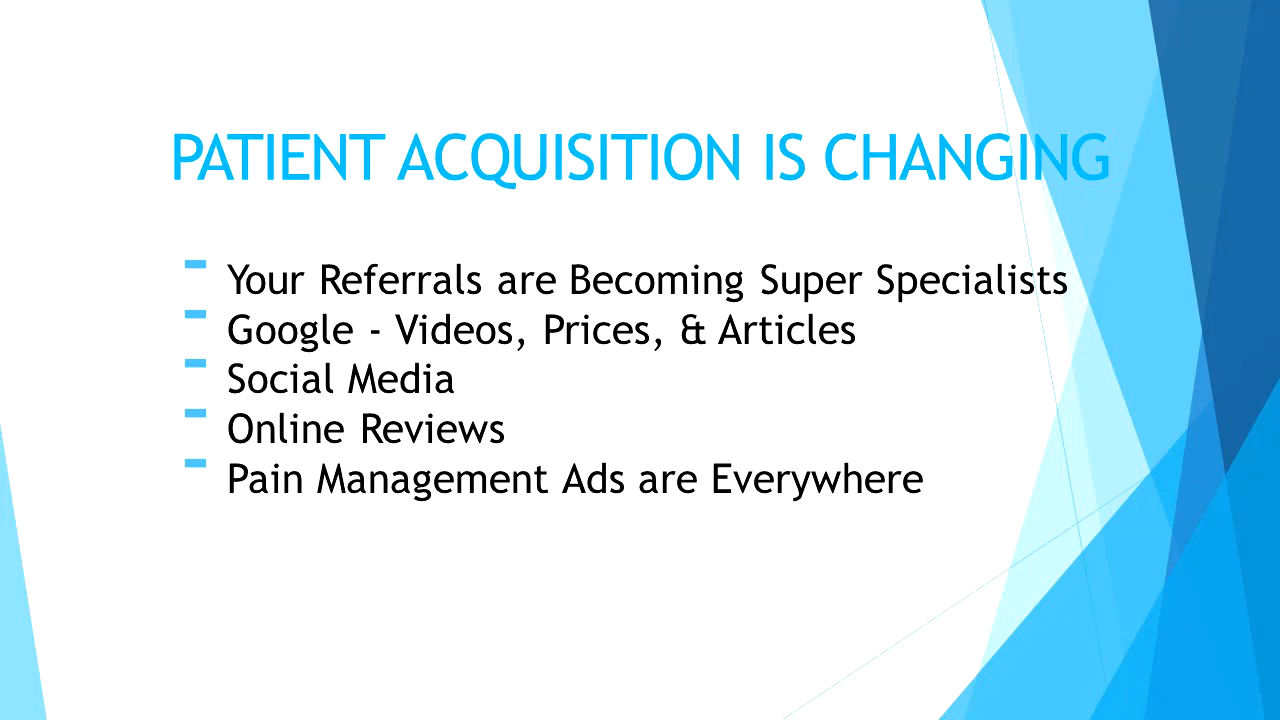 PATIENT ACQUISITION IS CHANGING
- Your Referrals are Becoming Super Specialists
- Google - Videos, Prices, & Articles
- Social Media
- Online Reviews
- Pain Management Ads are Everywhere